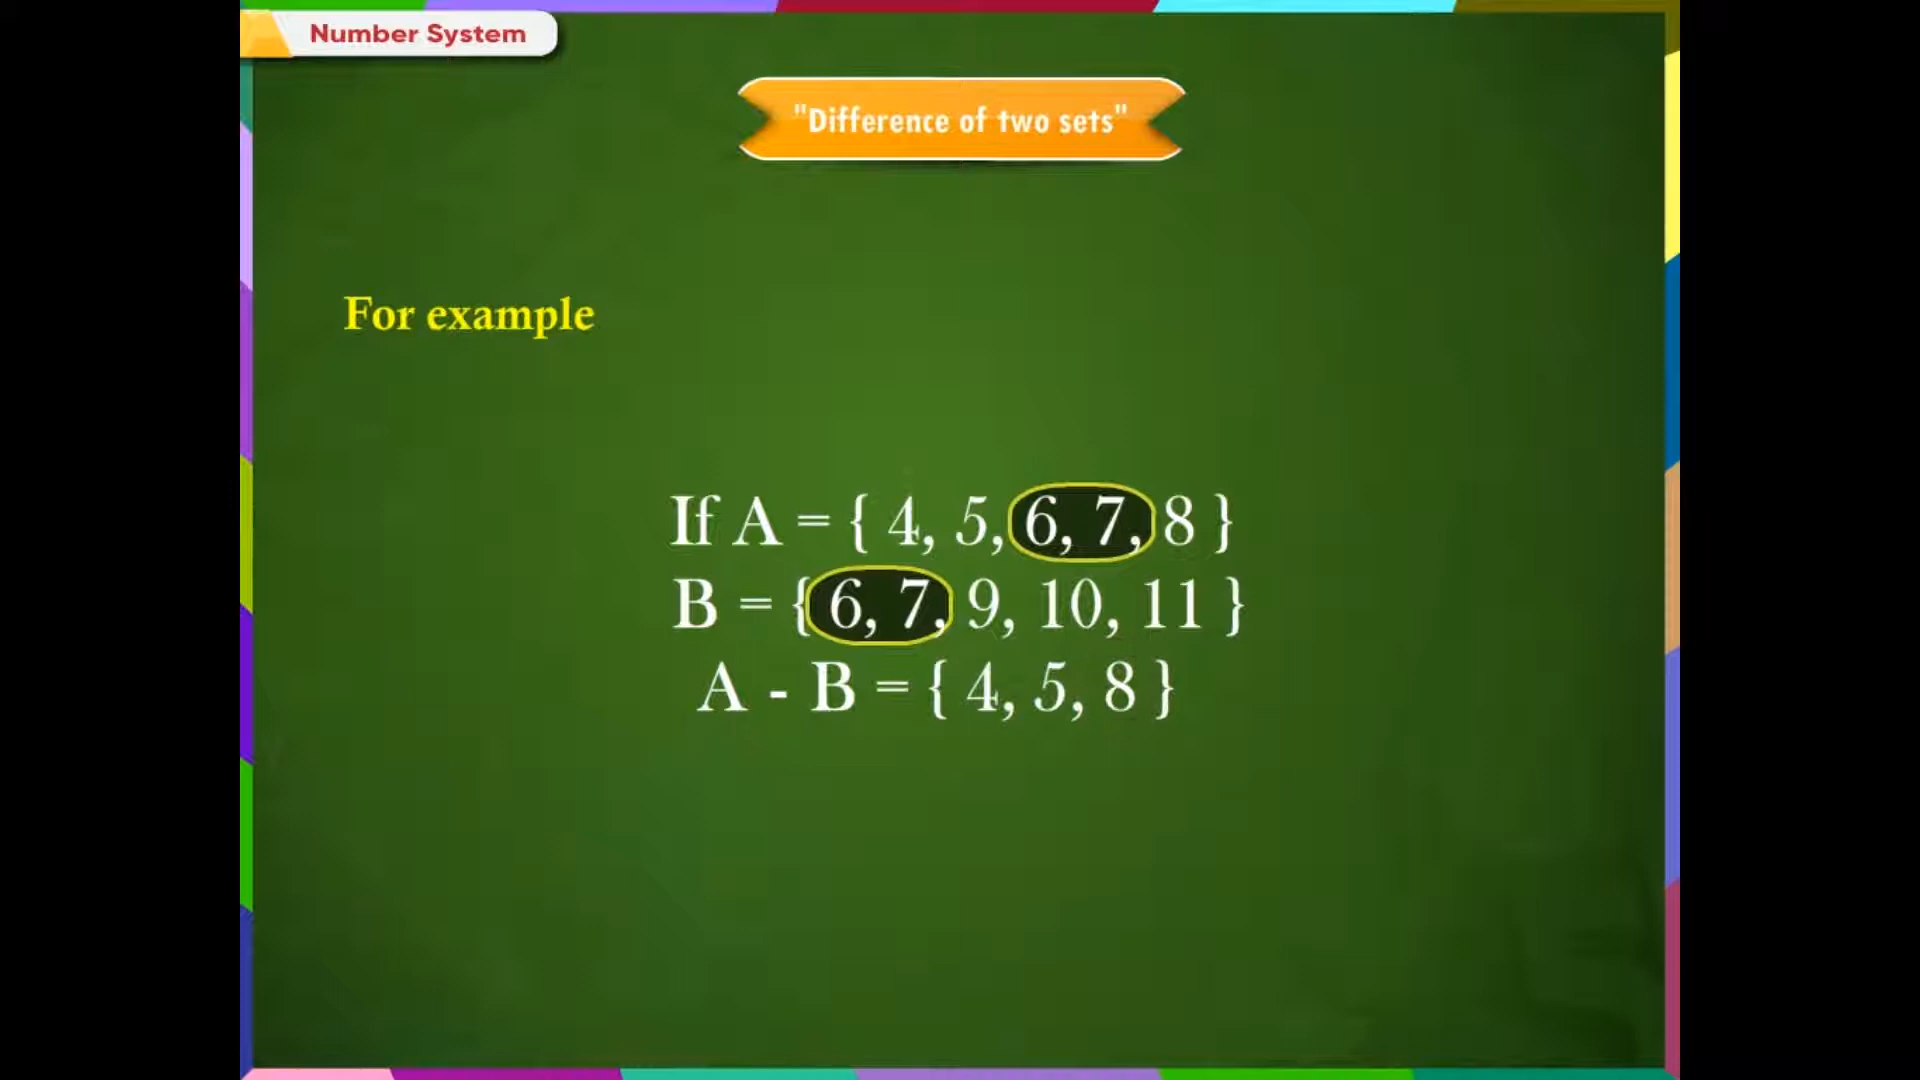 Number System
"Difference of two sets"
For example
If A = { 4, 5, 6, 7, 8 }
B = { 6, 7, 9, 10, 11 }
A - B = { 4, 5, 8 }